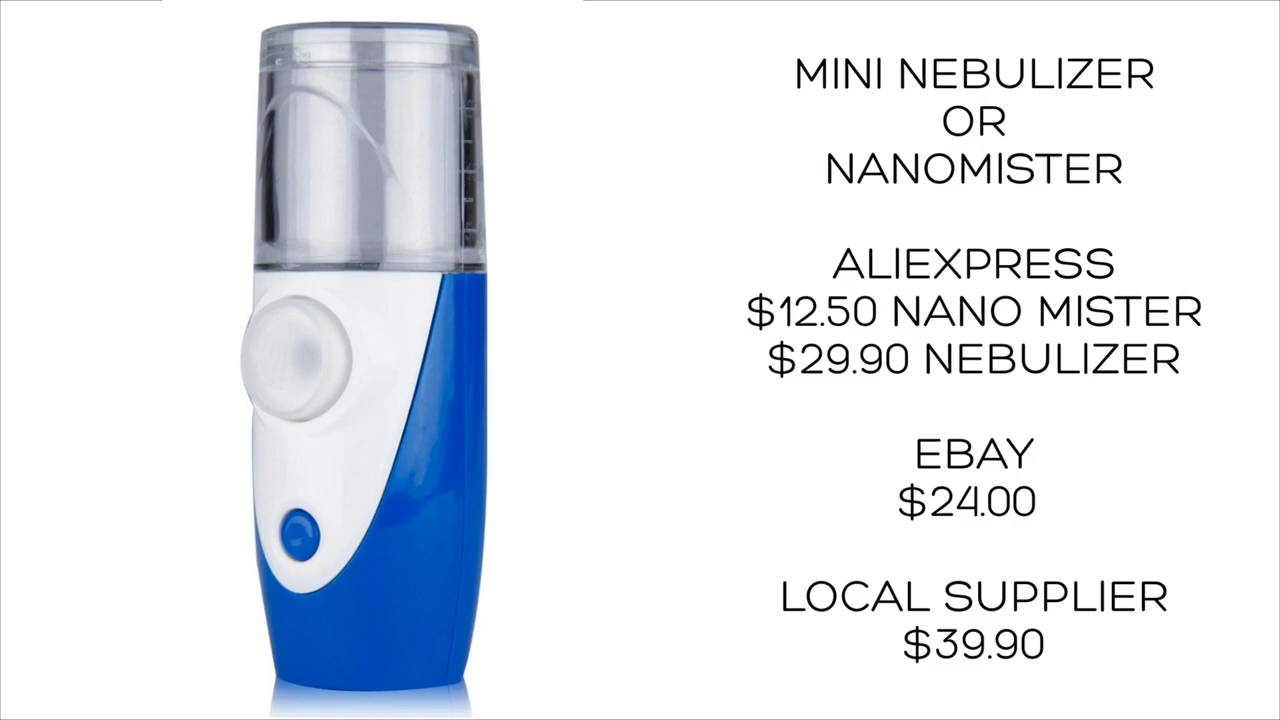 MINI NEBULIZER
OR
NANOMISTER
ALIEXPRESS
$12.50 NANO MISTER
$29.90 NEBULIZER
EBAY
$24.00
LOCAL SUPPLIER
$39.90